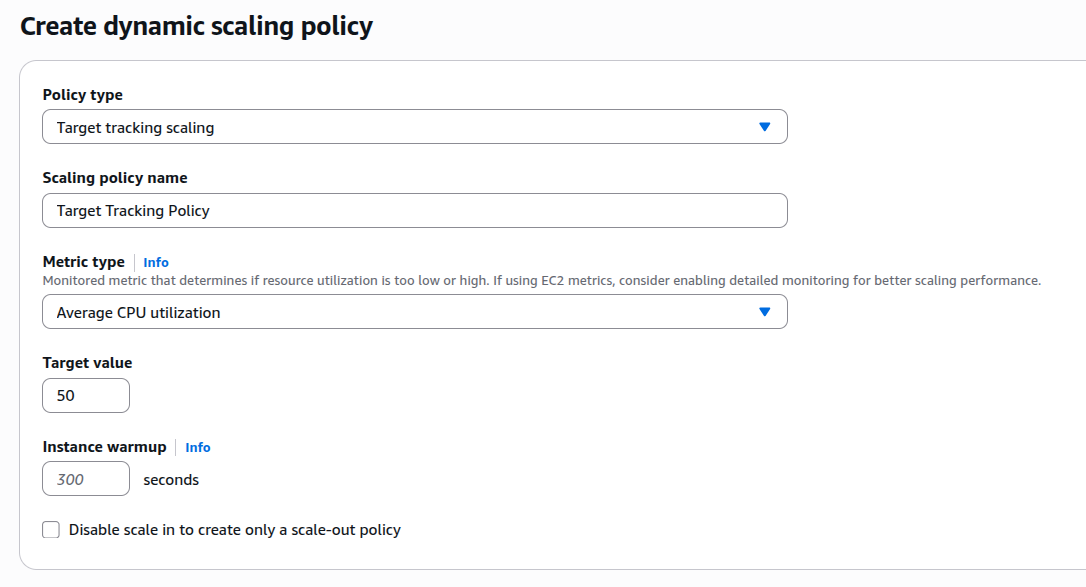 Create dynamic scaling policy
Policy type
Target tracking scaling
Scaling policy name
Target Tracking Policy
Metric type Info
Monitored metric that determines if resource utilization is too low or high. If using EC2 metrics, consider enabling detailed monitoring for better scaling performance.
Average CPU utilization
Target value
50
Instance warmup Info
300 seconds
Disable scale in to create only a scale-out policy